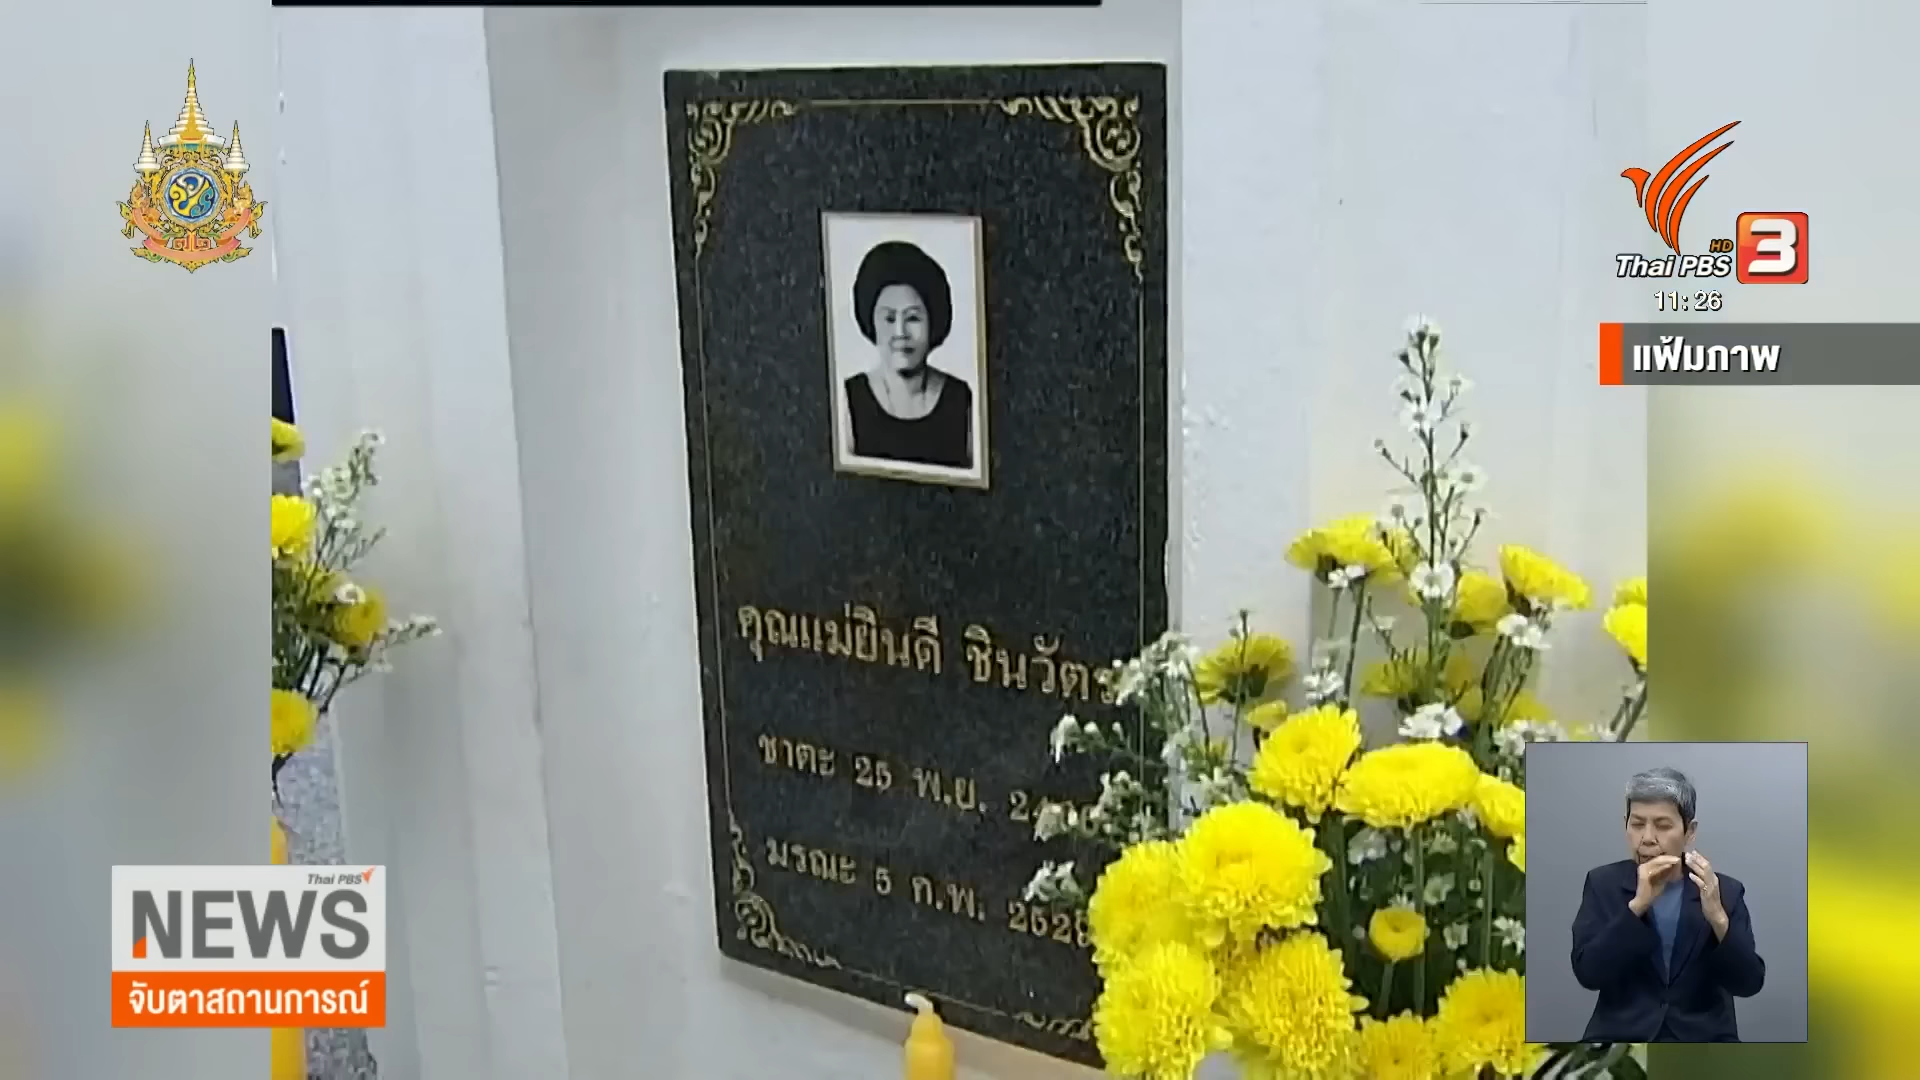 HD
Thai PBS 3
11:26
แฟ้มภาพ
คุณแม่ยินดี ชินวัตร
ชาตะ 25 พ.ย.
มรณะ 5 ก.พ.
Thai PBS
NEWS
จับตาสถานการณ์